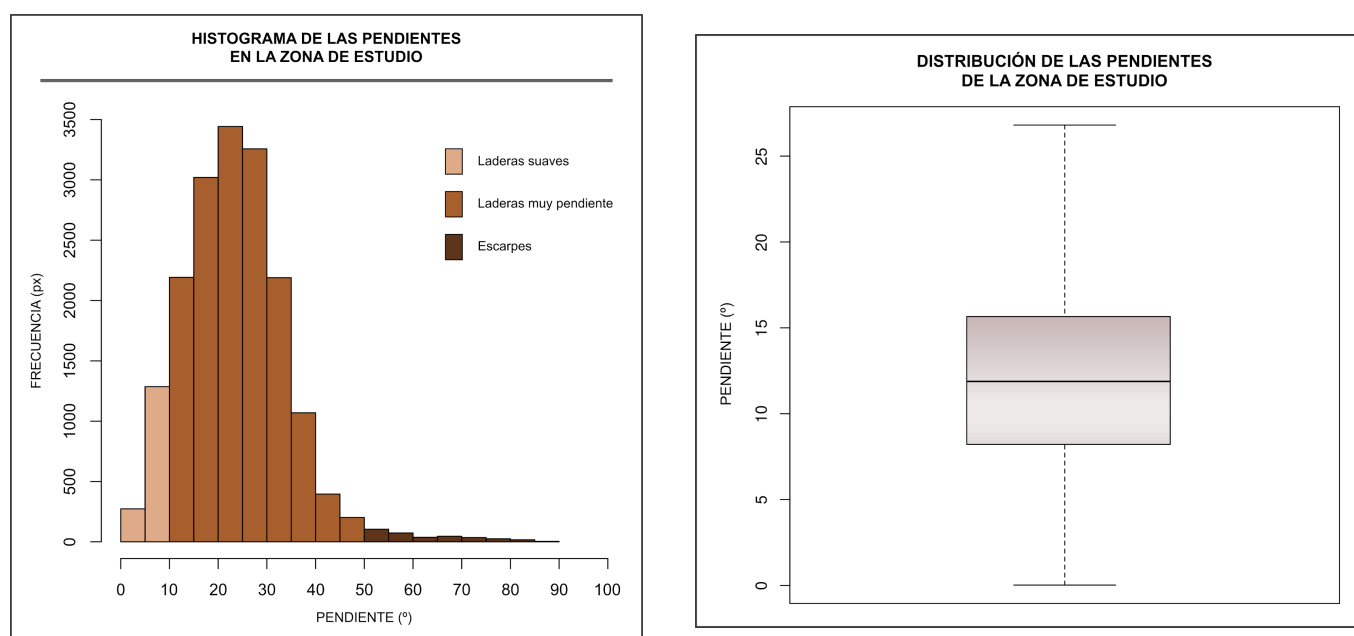 HISTOGRAMA DE LAS PENDIENTES
EN LA ZONA DE ESTUDIO
FRECUENCIA (px)
3500
3000
2500
2000
1500
1000
500
0
Laderas suaves
Laderas muy pendiente
Escarpes
0 10 20 30 40 50 60 70 80 90 100
PENDIENTE (º)
DISTRIBUCIÓN DE LAS PENDIENTES
DE LA ZONA DE ESTUDIO
PENDIENTE (º)
25
20
15
10
5
0